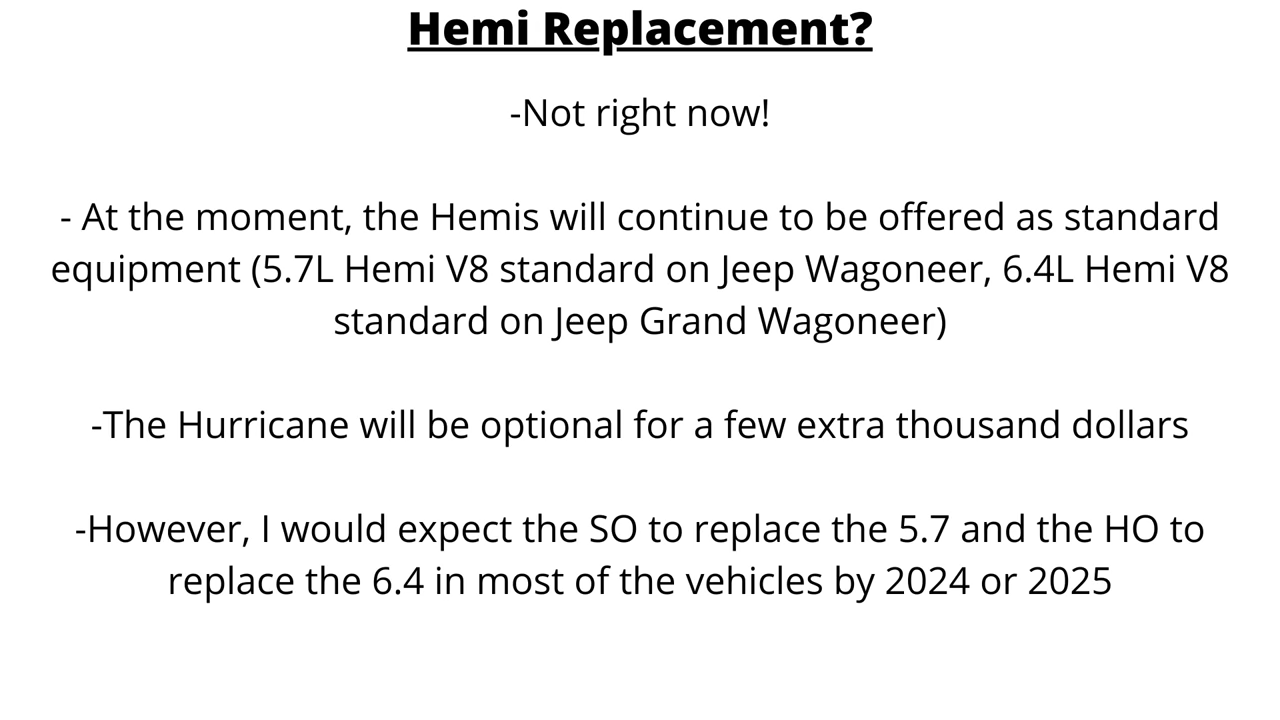 Hemi Replacement?
-Not right now!
- At the moment, the Hemis will continue to be offered as standard
equipment (5.7L Hemi V8 standard on Jeep Wagoneer, 6.4L Hemi V8
standard on Jeep Grand Wagoneer)
-The Hurricane will be optional for a few extra thousand dollars
-However, I would expect the SO to replace the 5.7 and the HO to
replace the 6.4 in most of the vehicles by 2024 or 2025